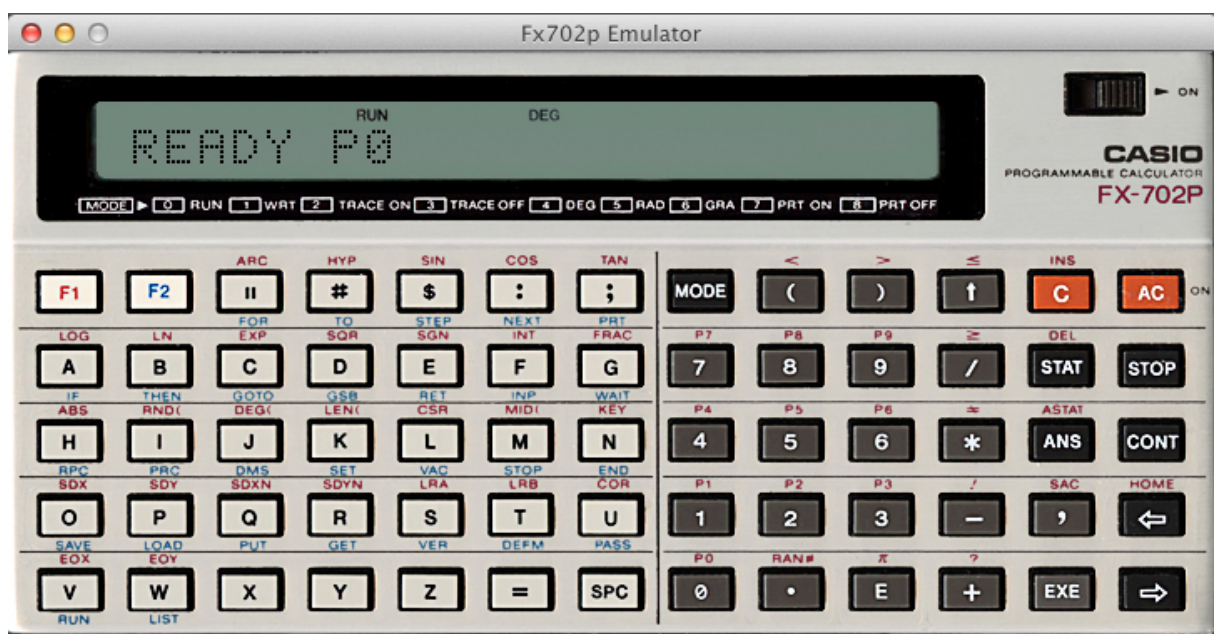 Fx702p Emulator
RUN DEG
READY P0
ON
CASIO
PROGRAMMABLE CALCULATOR
FX-702P
MODE ► 0 RUN 1 WRT 2 TRACE ON 3 TRACE OFF 4 DEG 5 RAD 6 GRA 7 PRT ON 8 PRT OFF
ARC HYP SIN COS TAN < > ≤ INS
F1 F2 " # $ : ; MODE ( ) ↑ C AC ON
FOR TO STEP NEXT PRT
LOG LN EXP SQR SGN INT FRAC P7 P8 P9 ≥ DEL
A B C D E F G 7 8 9 / STAT STOP
IF THEN GOTO GSB RET INP WAIT
ABS RND( DEG( LEN( CSR MID( KEY P4 P5 P6 ≠ ASTAT
H I J K L M N 4 5 6 * ANS CONT
RPC PRC DMS SET VAC STOP END
SDX SDY SDXN SDYN LRA LRB COR P1 P2 P3 ! SAC HOME
O P Q R S T U 1 2 3 − , ⇦
SAVE LOAD PUT GET VER DEFM PASS
EOX EOY P0 RAN# π ?
V W X Y Z = SPC 0 • E + EXE ⇨
RUN LIST